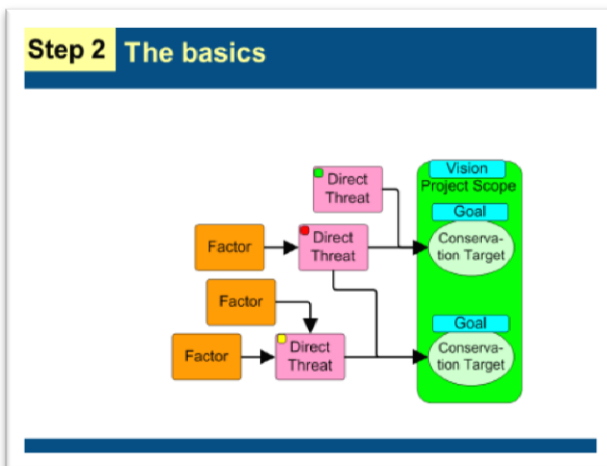 Step 2 The basics
Vision
Project Scope
Direct
Threat
Goal
Factor
Direct
Threat
Conserva-
tion Target
Factor
Goal
Factor
Direct
Threat
Conserva-
tion Target